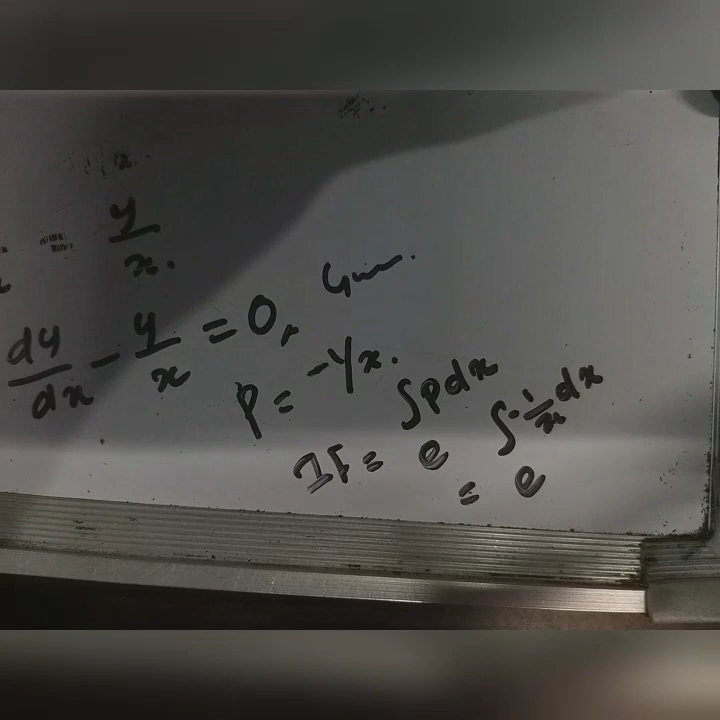 y/x.
dy/dx - y/x = 0,
P = -1/x.
IF = e^∫pdx
= e^∫-1/x dx